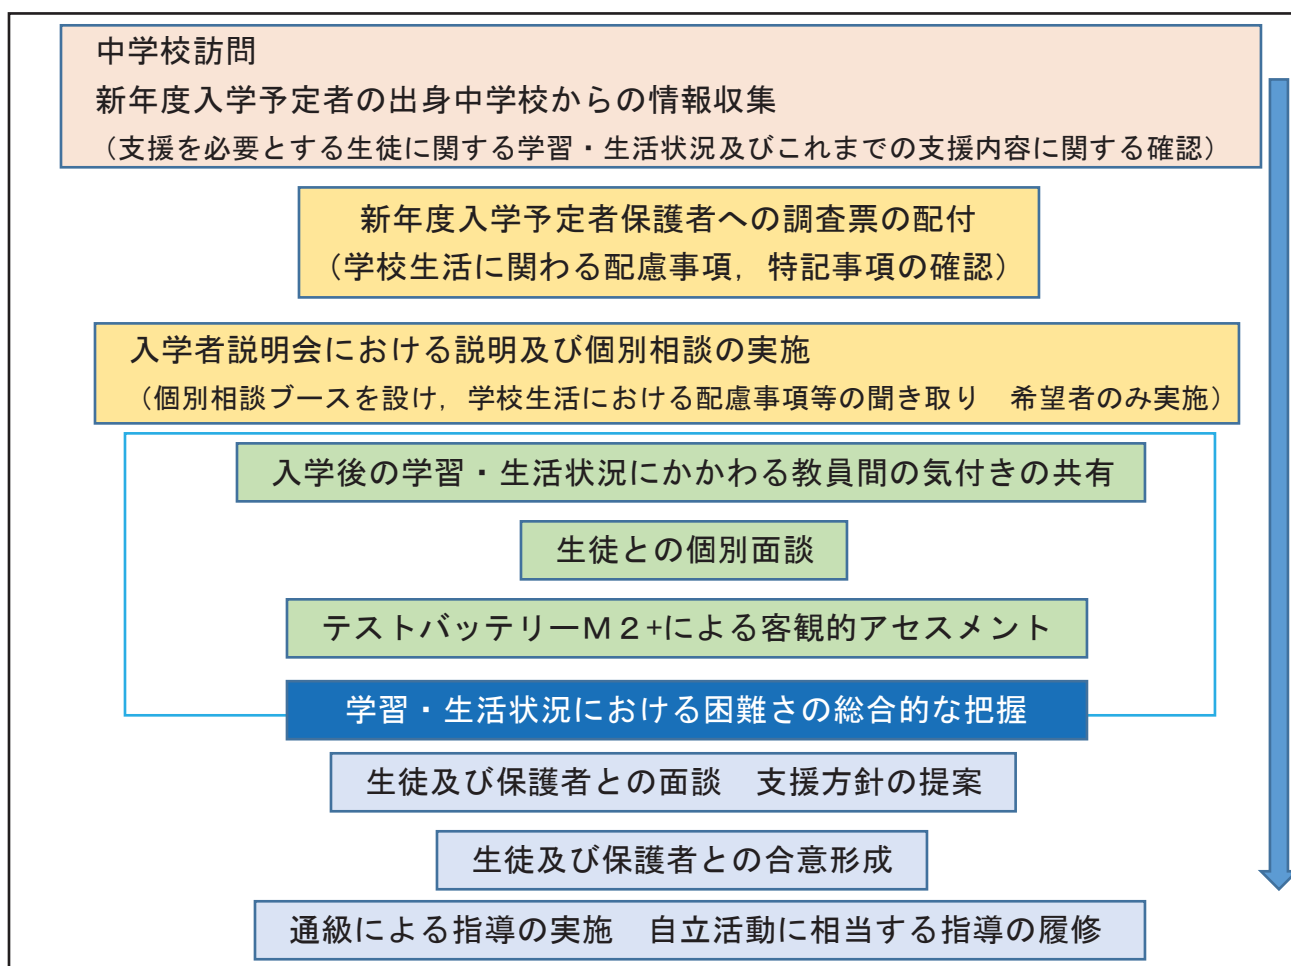 中学校訪問
新年度入学予定者の出身中学校からの情報収集
（支援を必要とする生徒に関する学習・生活状況及びこれまでの支援内容に関する確認）
新年度入学予定者保護者への調査票の配付
（学校生活に関わる配慮事項，特記事項の確認）
入学者説明会における説明及び個別相談の実施
（個別相談ブースを設け，学校生活における配慮事項等の聞き取り　希望者のみ実施）
入学後の学習・生活状況にかかわる教員間の気付きの共有
生徒との個別面談
テストバッテリーＭ２+による客観的アセスメント
学習・生活状況における困難さの総合的な把握
生徒及び保護者との面談　支援方針の提案
生徒及び保護者との合意形成
通級による指導の実施　自立活動に相当する指導の履修